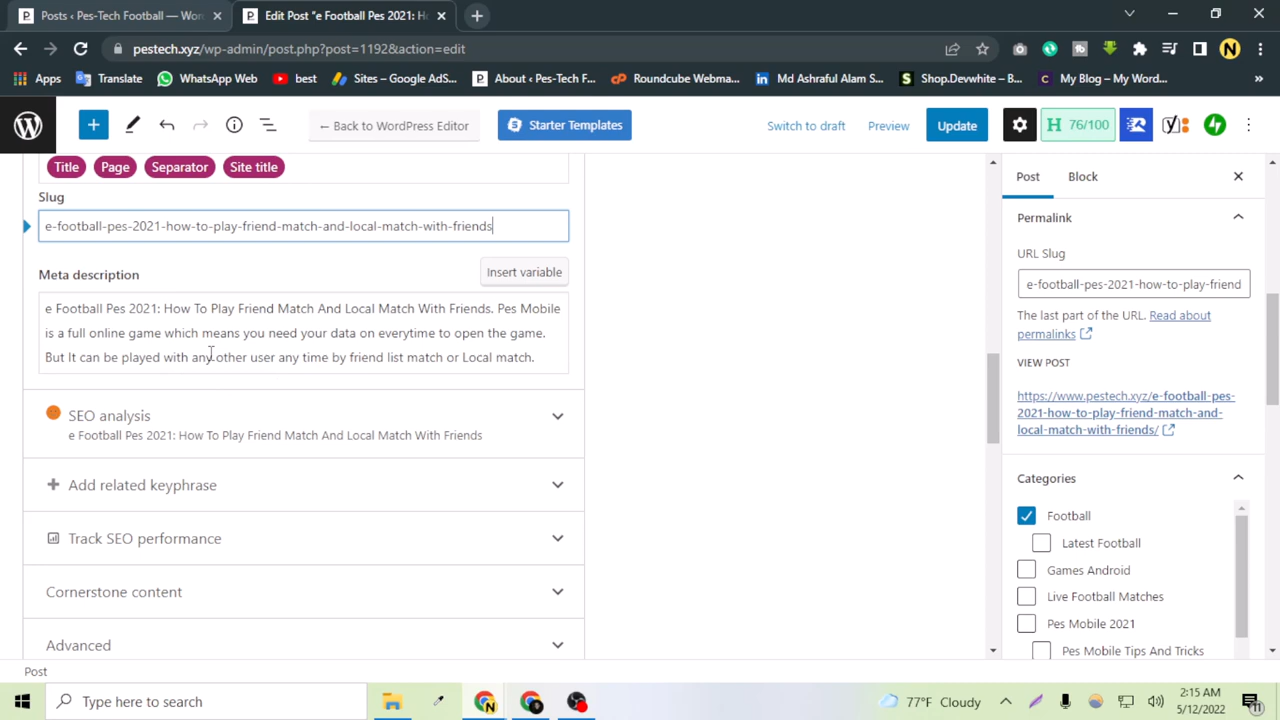 Posts ‹ Pes-Tech Football — Wor
Edit Post "e Football Pes 2021: Ho
pestech.xyz/wp-admin/post.php?post=1192&action=edit
N
Apps
Translate
WhatsApp Web
best
Sites – Google AdS...
About ‹ Pes-Tech F...
Roundcube Webma...
Md Ashraful Alam S...
Shop.Devwhite – B...
My Blog – My Wor...
»
← Back to WordPress Editor
Starter Templates
Switch to draft
Preview
Update
76/100
Title
Page
Separator
Site title
Slug
e-football-pes-2021-how-to-play-friend-match-and-local-match-with-friends
Meta description
Insert variable
e Football Pes 2021: How To Play Friend Match And Local Match With Friends. Pes Mobile
is a full online game which means you need your data on everytime to open the game.
But It can be played with any other user any time by friend list match or Local match.
SEO analysis
e Football Pes 2021: How To Play Friend Match And Local Match With Friends
Add related keyphrase
Track SEO performance
Cornerstone content
Advanced
Post
Block
Permalink
URL Slug
e-football-pes-2021-how-to-play-friend
The last part of the URL. Read about
permalinks
VIEW POST
https://www.pestech.xyz/e-football-pes-
2021-how-to-play-friend-match-and-
local-match-with-friends/
Categories
Football
Latest Football
Games Android
Live Football Matches
Pes Mobile 2021
Pes Mobile Tips And Tricks
Post
Type here to search
77°F Cloudy
2:15 AM
5/12/2022